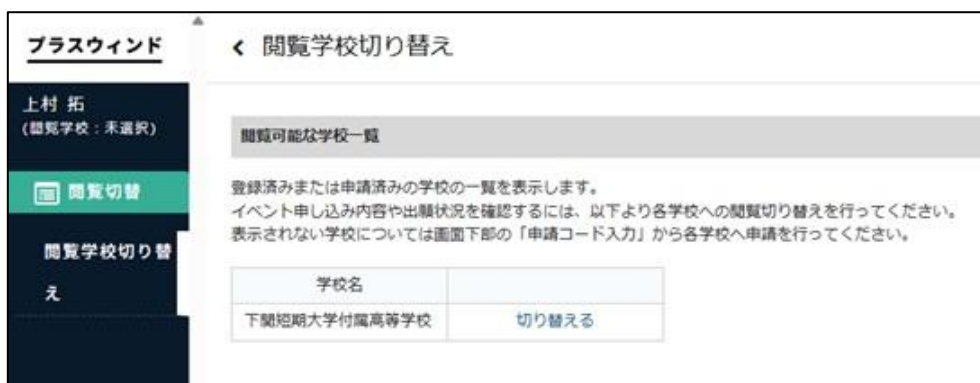 プラスウィンド
閲覧学校切り替え
上村 拓
(閲覧学校：未選択)
閲覧可能な学校一覧
閲覧切替
登録済みまたは申請済みの学校の一覧を表示します。
イベント申し込み内容や出願状況を確認するには、以下より各学校への閲覧切り替えを行ってください。
表示されない学校については画面下部の「申請コード入力」から各学校へ申請を行ってください。
閲覧学校切り替
え
学校名
下関短期大学付属高等学校
切り替える